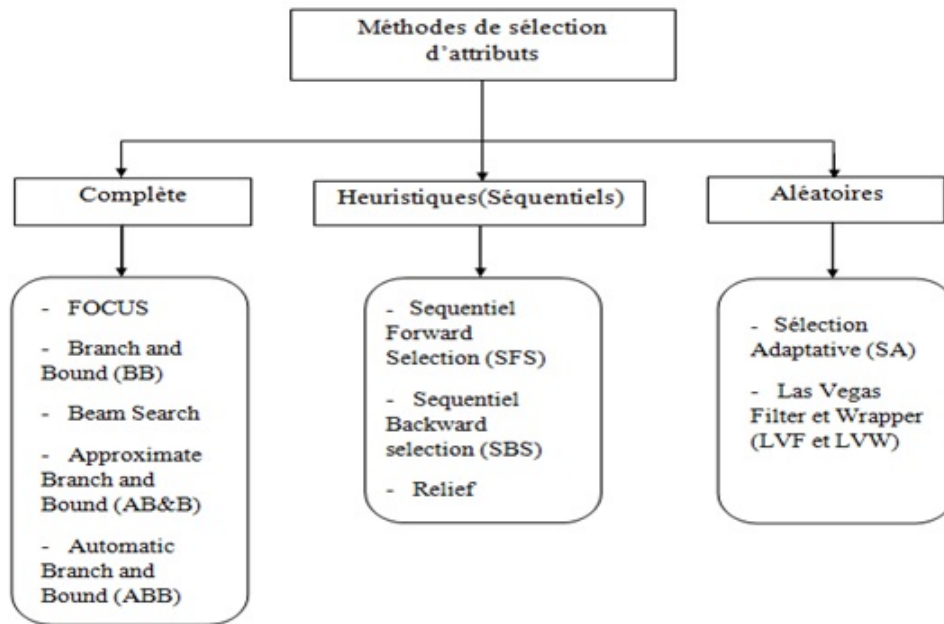 Méthodes de sélection
d'attributs
Complète
Heuristiques(Séquentiels)
Aléatoires
- FOCUS
- Branch and
Bound (BB)
- Beam Search
- Approximate
Branch and
Bound (AB&B)
- Automatic
Branch and
Bound (ABB)
- Sequentiel
Forward
Selection (SFS)
- Sequentiel
Backward
selection (SBS)
- Relief
- Sélection
Adaptative (SA)
- Las Vegas
Filter et Wrapper
(LVF et LVW)